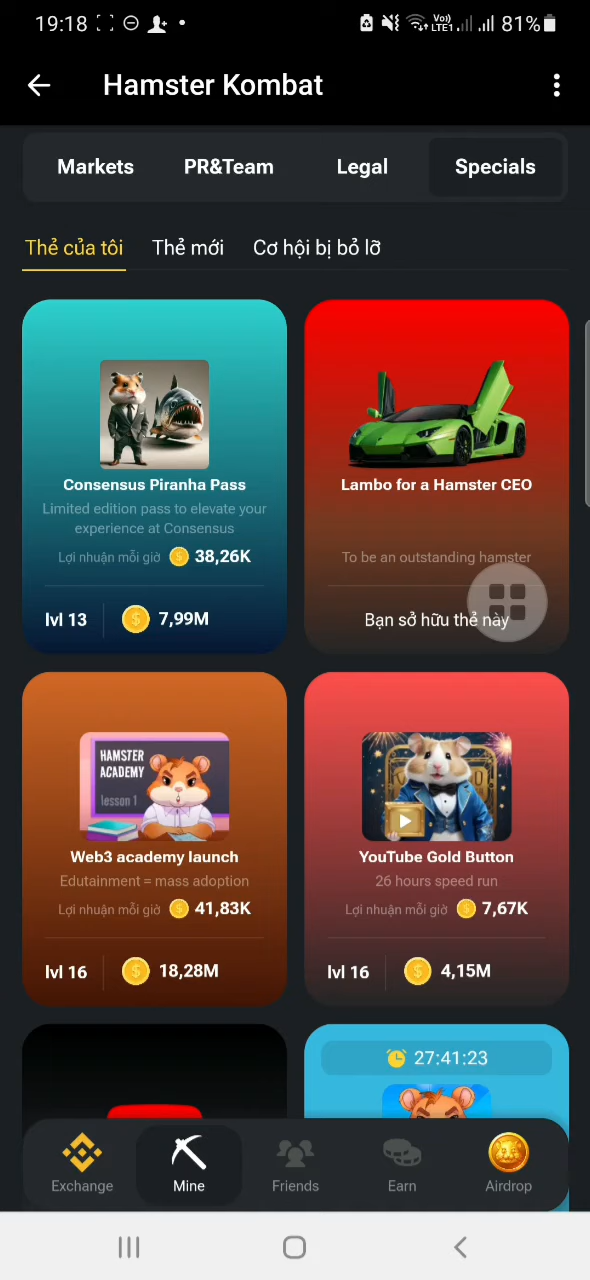 19:18
Vo))
LTE1
81%
Hamster Kombat
Markets
PR&Team
Legal
Specials
Thẻ của tôi
Thẻ mới
Cơ hội bị bỏ lỡ
Consensus Piranha Pass
Limited edition pass to elevate your
experience at Consensus
Lợi nhuận mỗi giờ 38,26K
lvl 13
7,99M
Lambo for a Hamster CEO
To be an outstanding hamster
Bạn sở hữu thẻ này
HAMSTER
ACADEMY
lesson 1
Web3 academy launch
Edutainment = mass adoption
Lợi nhuận mỗi giờ 41,83K
lvl 16
18,28M
YouTube Gold Button
26 hours speed run
Lợi nhuận mỗi giờ 7,67K
lvl 16
4,15M
27:41:23
Exchange
Mine
Friends
Earn
Airdrop